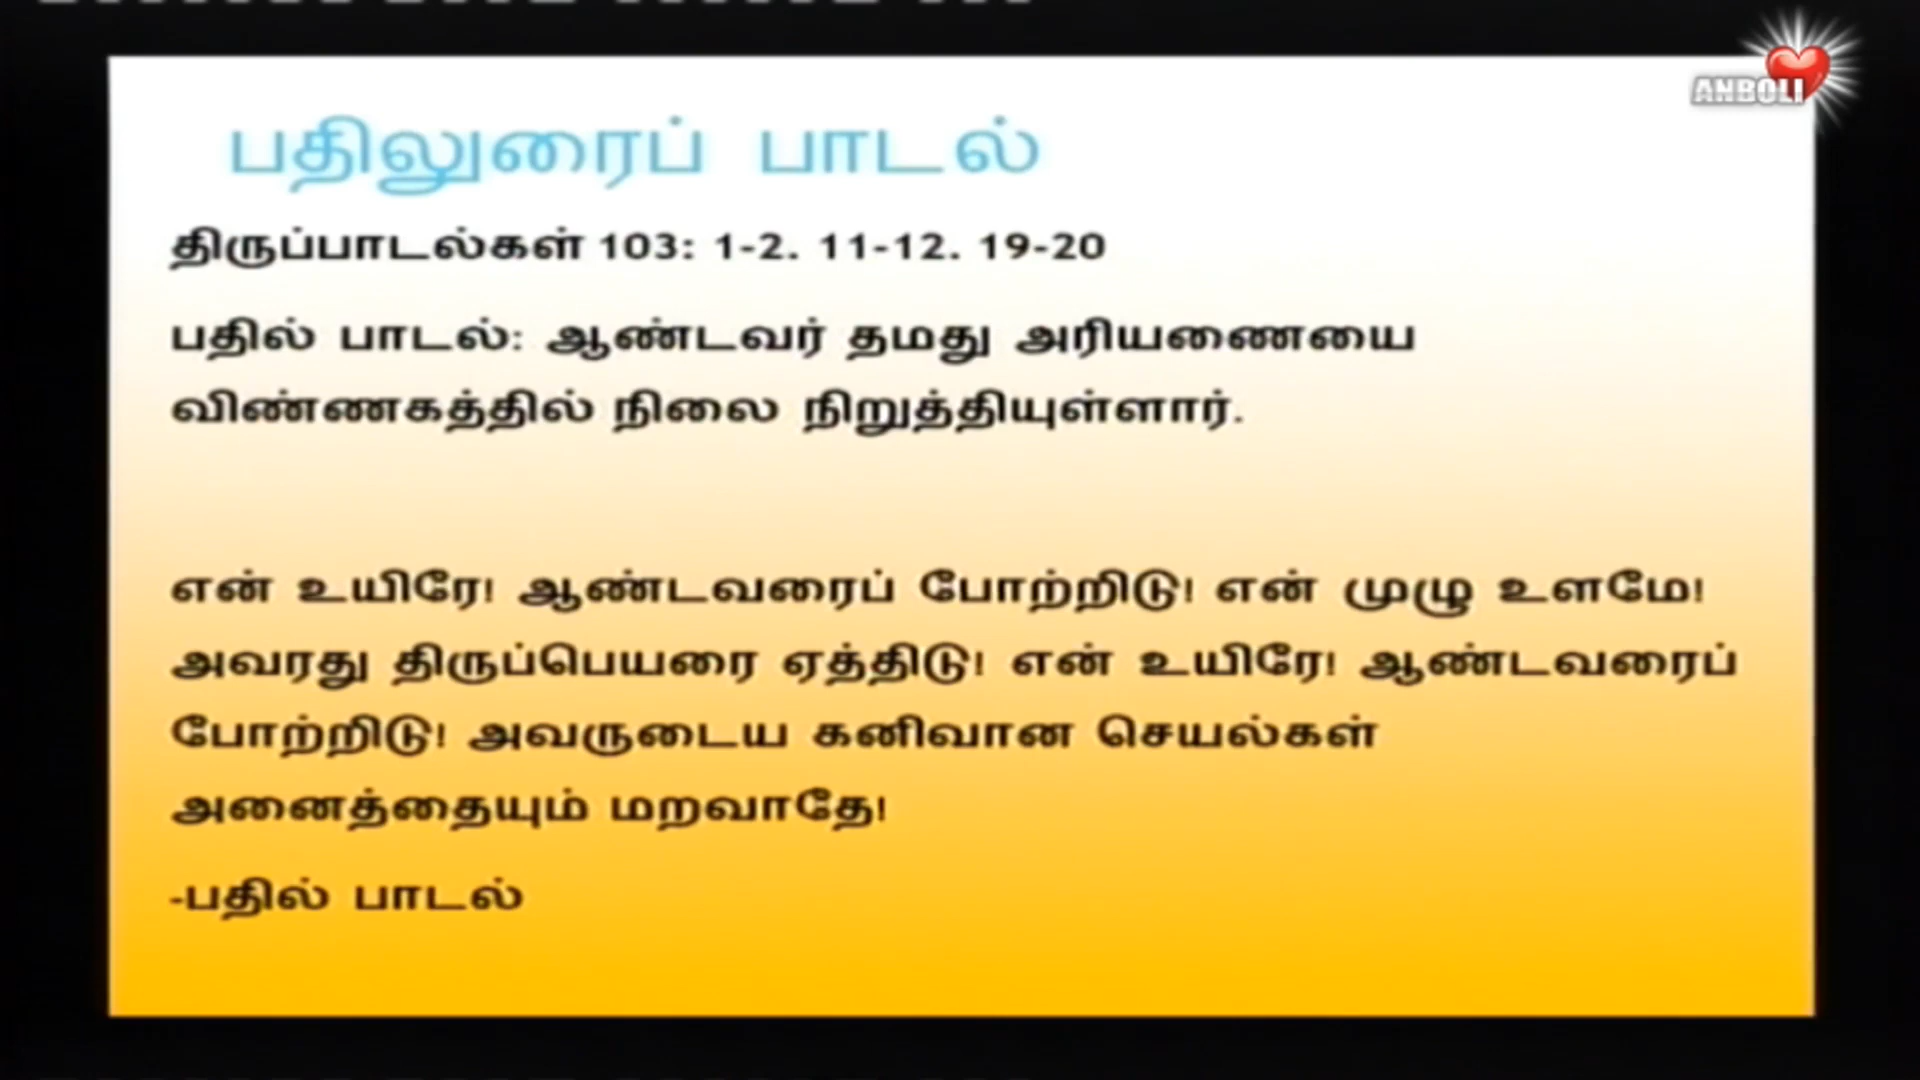 ANBOLI
பதிலுரைப் பாடல்
திருப்பாடல்கள் 103: 1-2. 11-12. 19-20
பதில் பாடல்: ஆண்டவர் தமது அரியணையை
விண்ணகத்தில் நிலை நிறுத்தியுள்ளார்.
என் உயிரே! ஆண்டவரைப் போற்றிடு! என் முழு உளமே!
அவரது திருப்பெயரை ஏத்திடு! என் உயிரே! ஆண்டவரைப்
போற்றிடு! அவருடைய கனிவான செயல்கள்
அனைத்தையும் மறவாதே!
-பதில் பாடல்